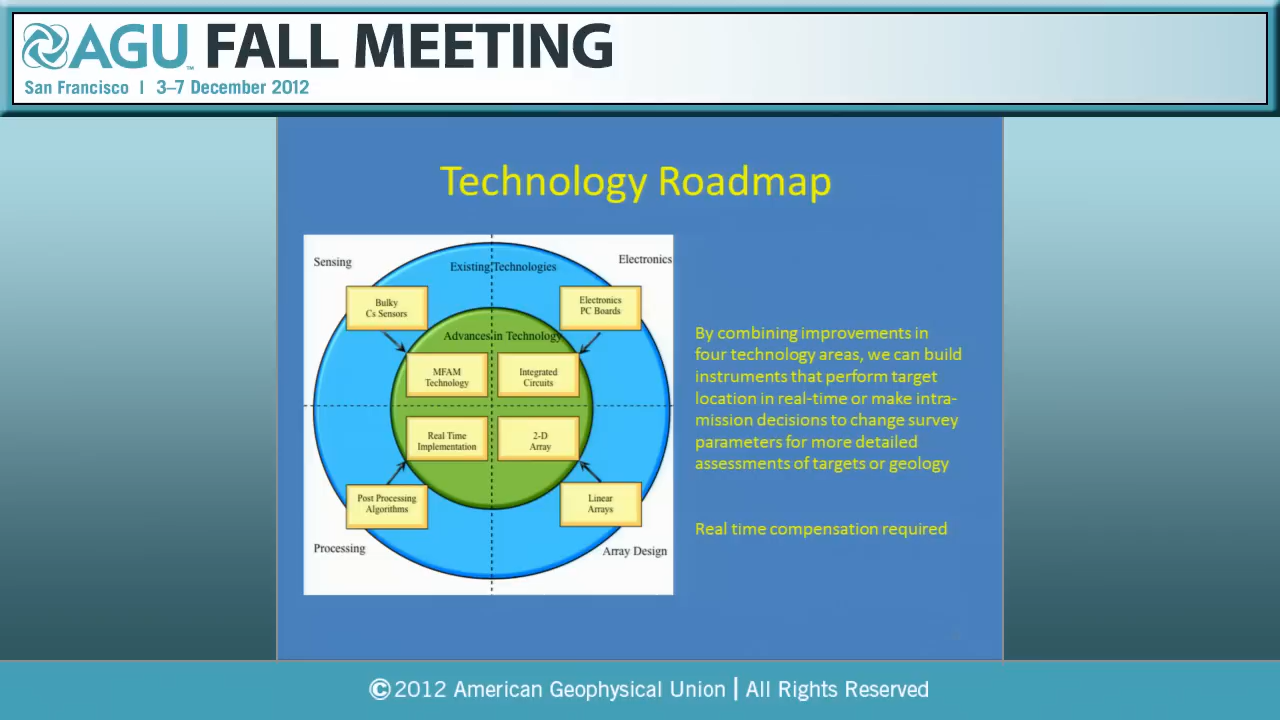 AGU FALL MEETING
San Francisco | 3–7 December 2012
Technology Roadmap
Sensing
Electronics
Existing Technologies
Bulky
Cs Sensors
Electronics
PC Boards
Advances in Technology
MFAM
Technology
Integrated
Circuits
Real Time
Implementation
2-D
Array
Post Processing
Algorithms
Linear
Arrays
Processing
Array Design
By combining improvements in
four technology areas, we can build
instruments that perform target
location in real-time or make intra-
mission decisions to change survey
parameters for more detailed
assessments of targets or geology
Real time compensation required
©2012 American Geophysical Union | All Rights Reserved